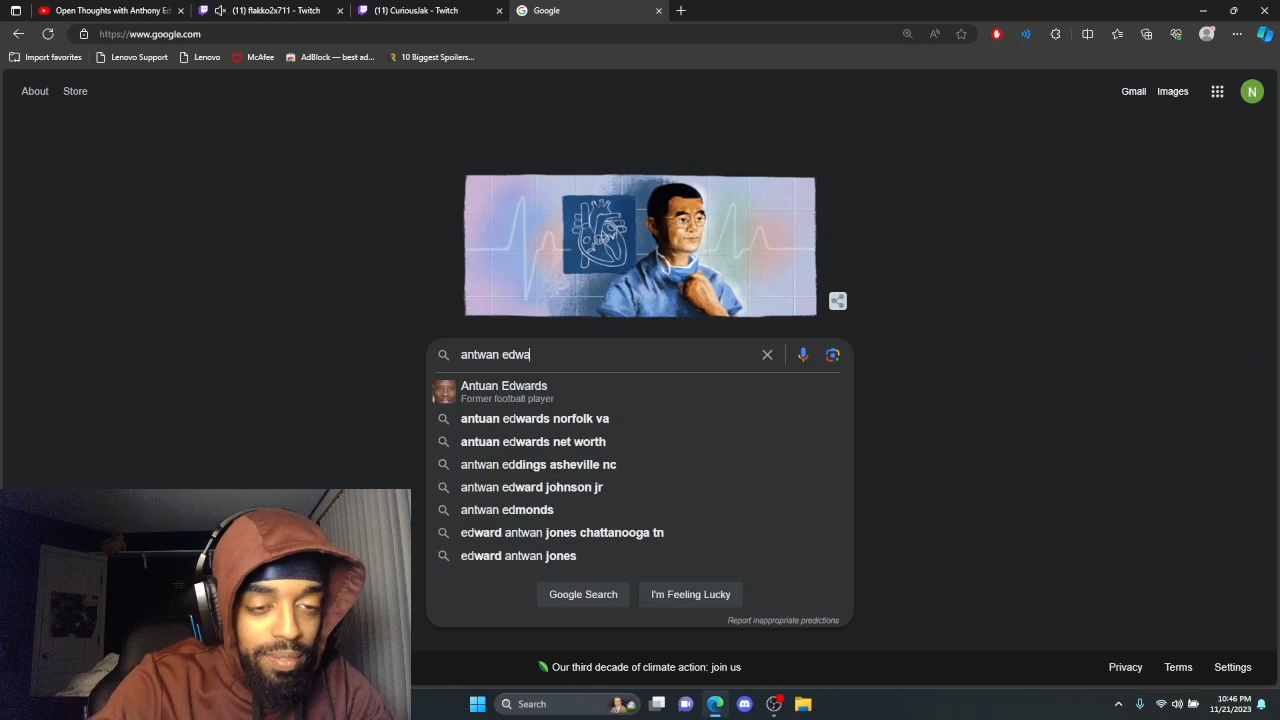 Open Thoughts with Anthony Ed
(11) flakko2x711 - Twitch
(11) CuriousJak - Twitch
Google
https://www.google.com
Import favorites
Lenovo Support
Lenovo
McAfee
AdBlock — best ad...
10 Biggest Spoilers...
About
Store
Gmail
Images
N
antwan edwa
Antuan Edwards
Former football player
antuan edwards norfolk va
antuan edwards net worth
antwan eddings asheville nc
antwan edward johnson jr
antwan edmonds
edward antwan jones chattanooga tn
edward antwan jones
Google Search
I'm Feeling Lucky
Report inappropriate predictions
Our third decade of climate action: join us
Privacy
Terms
Settings
Search
10:46 PM
11/21/2023